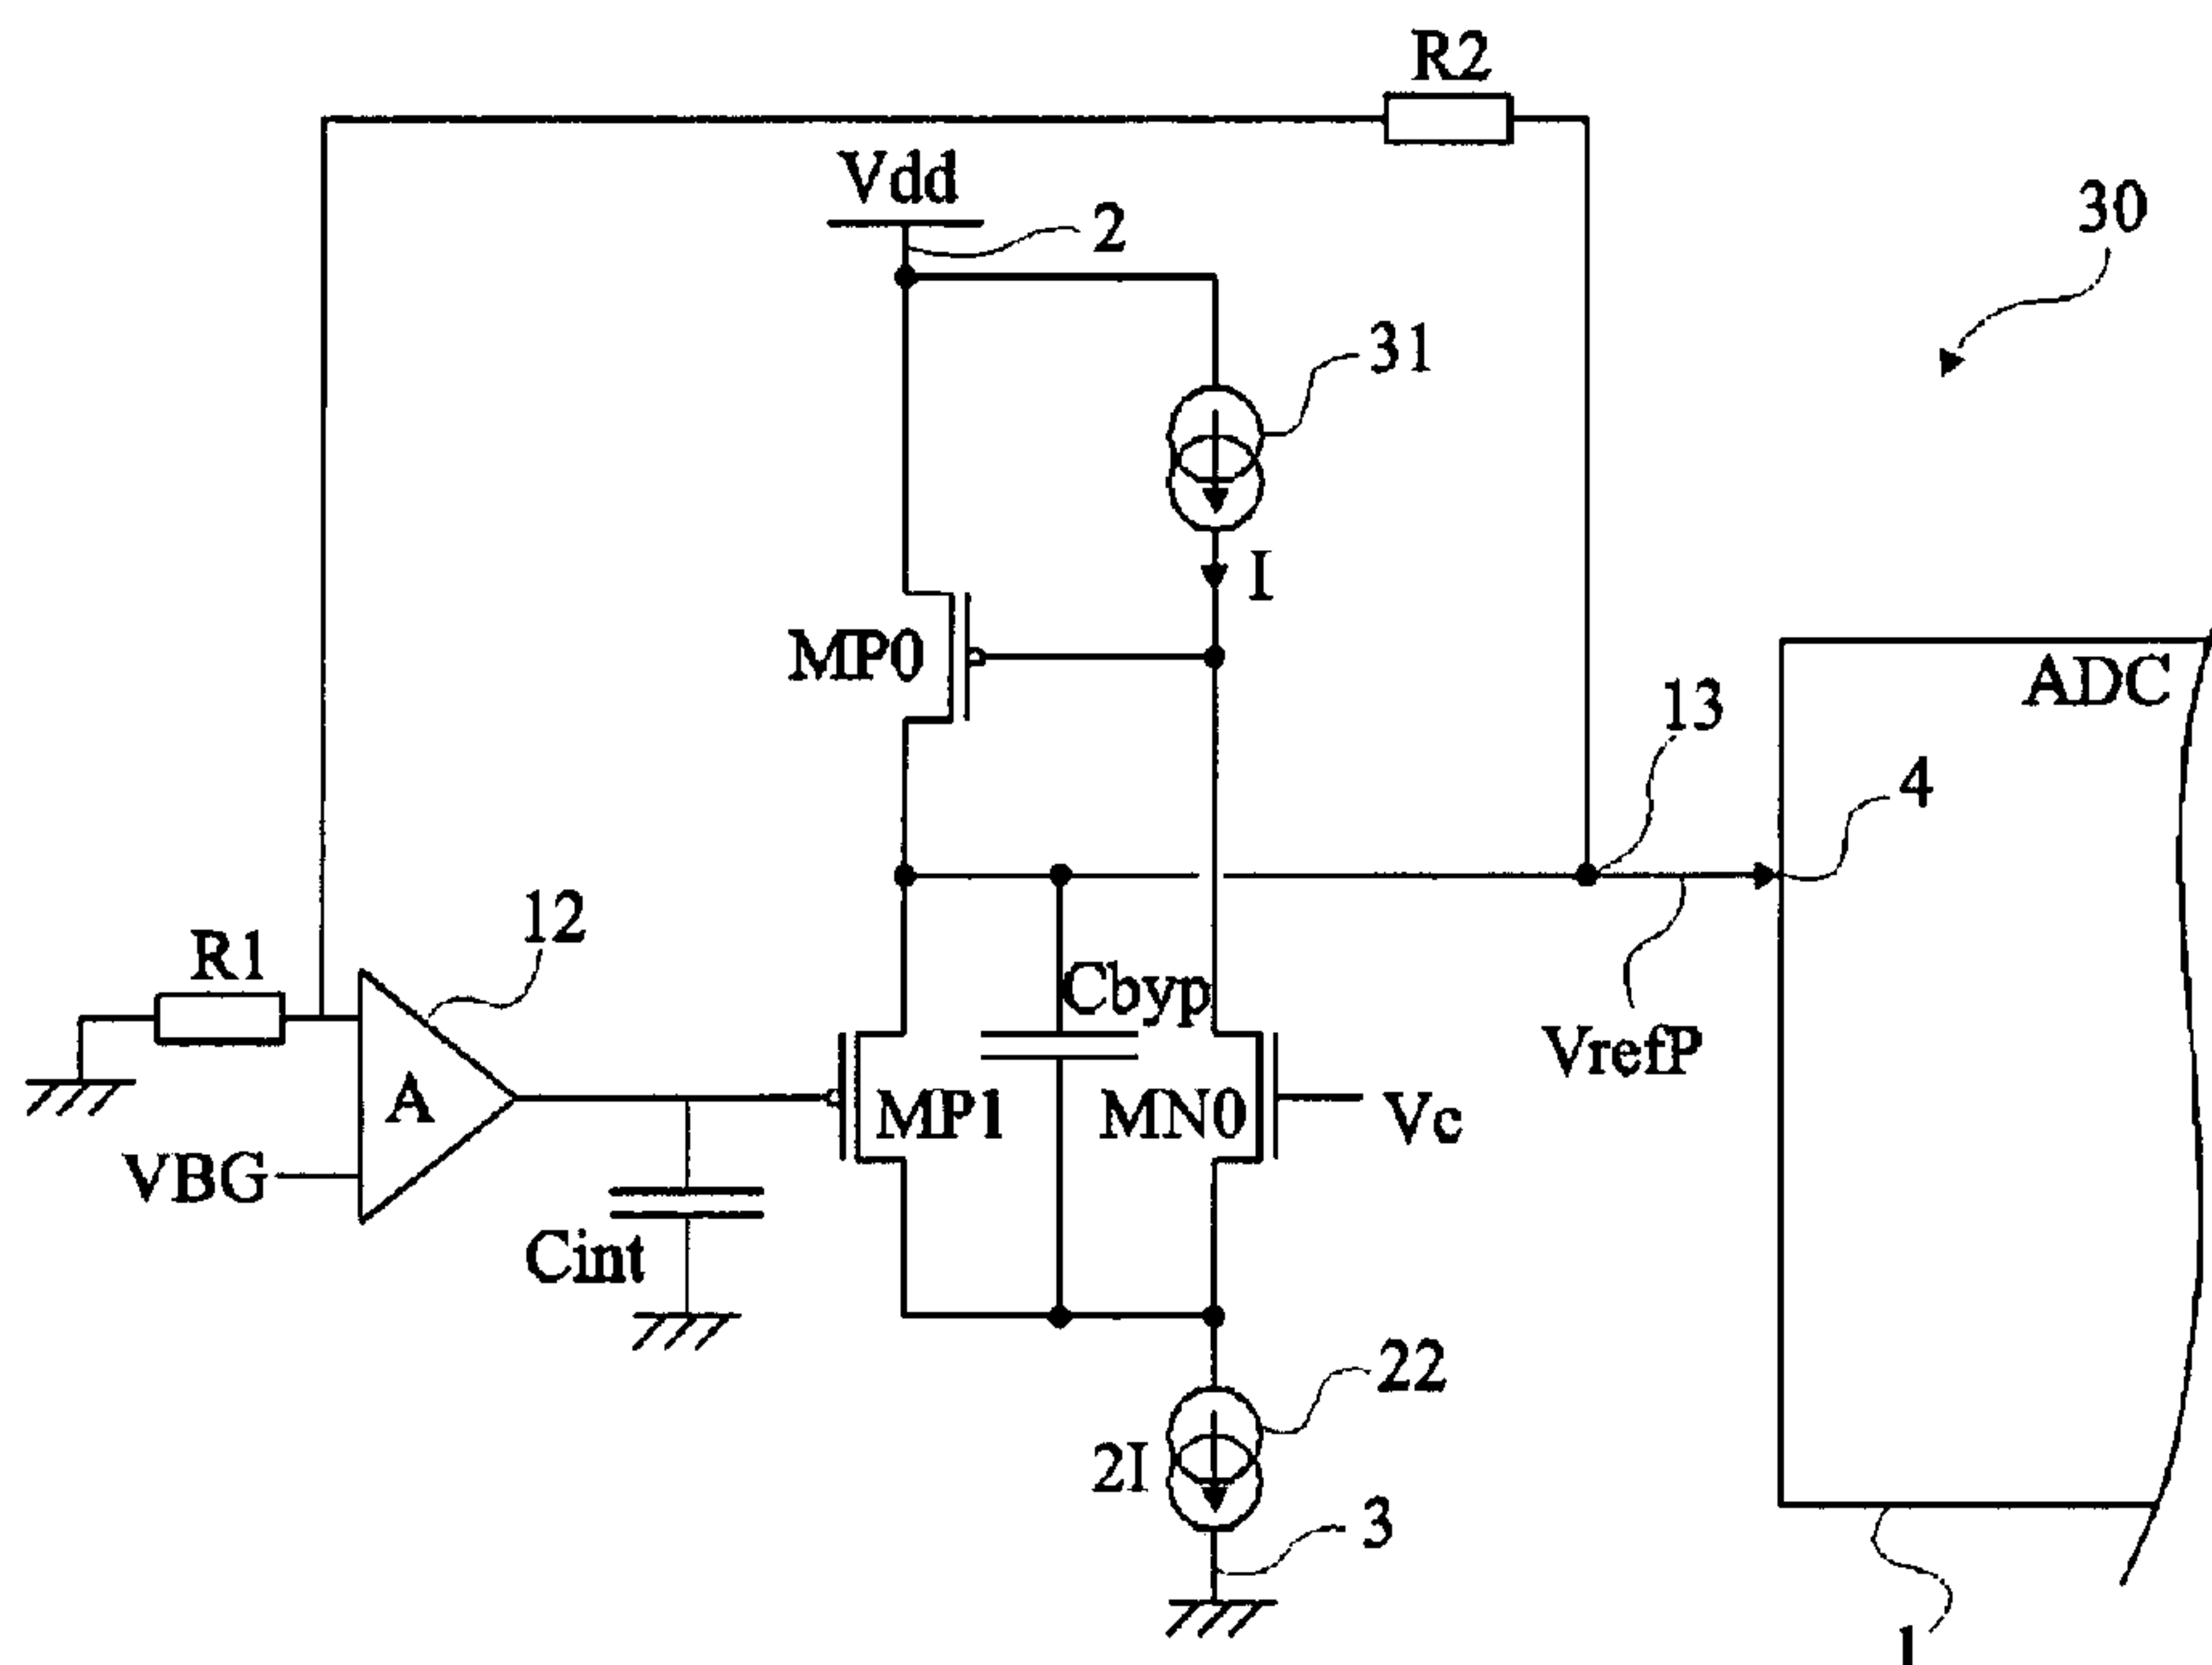 R2
Vdd
2
30
31
I
MP0
ADC
13
4
12
R1
Cbyp
VrefP
A
MP1
MN0
Vc
VBG
Cint
22
2I
3
1